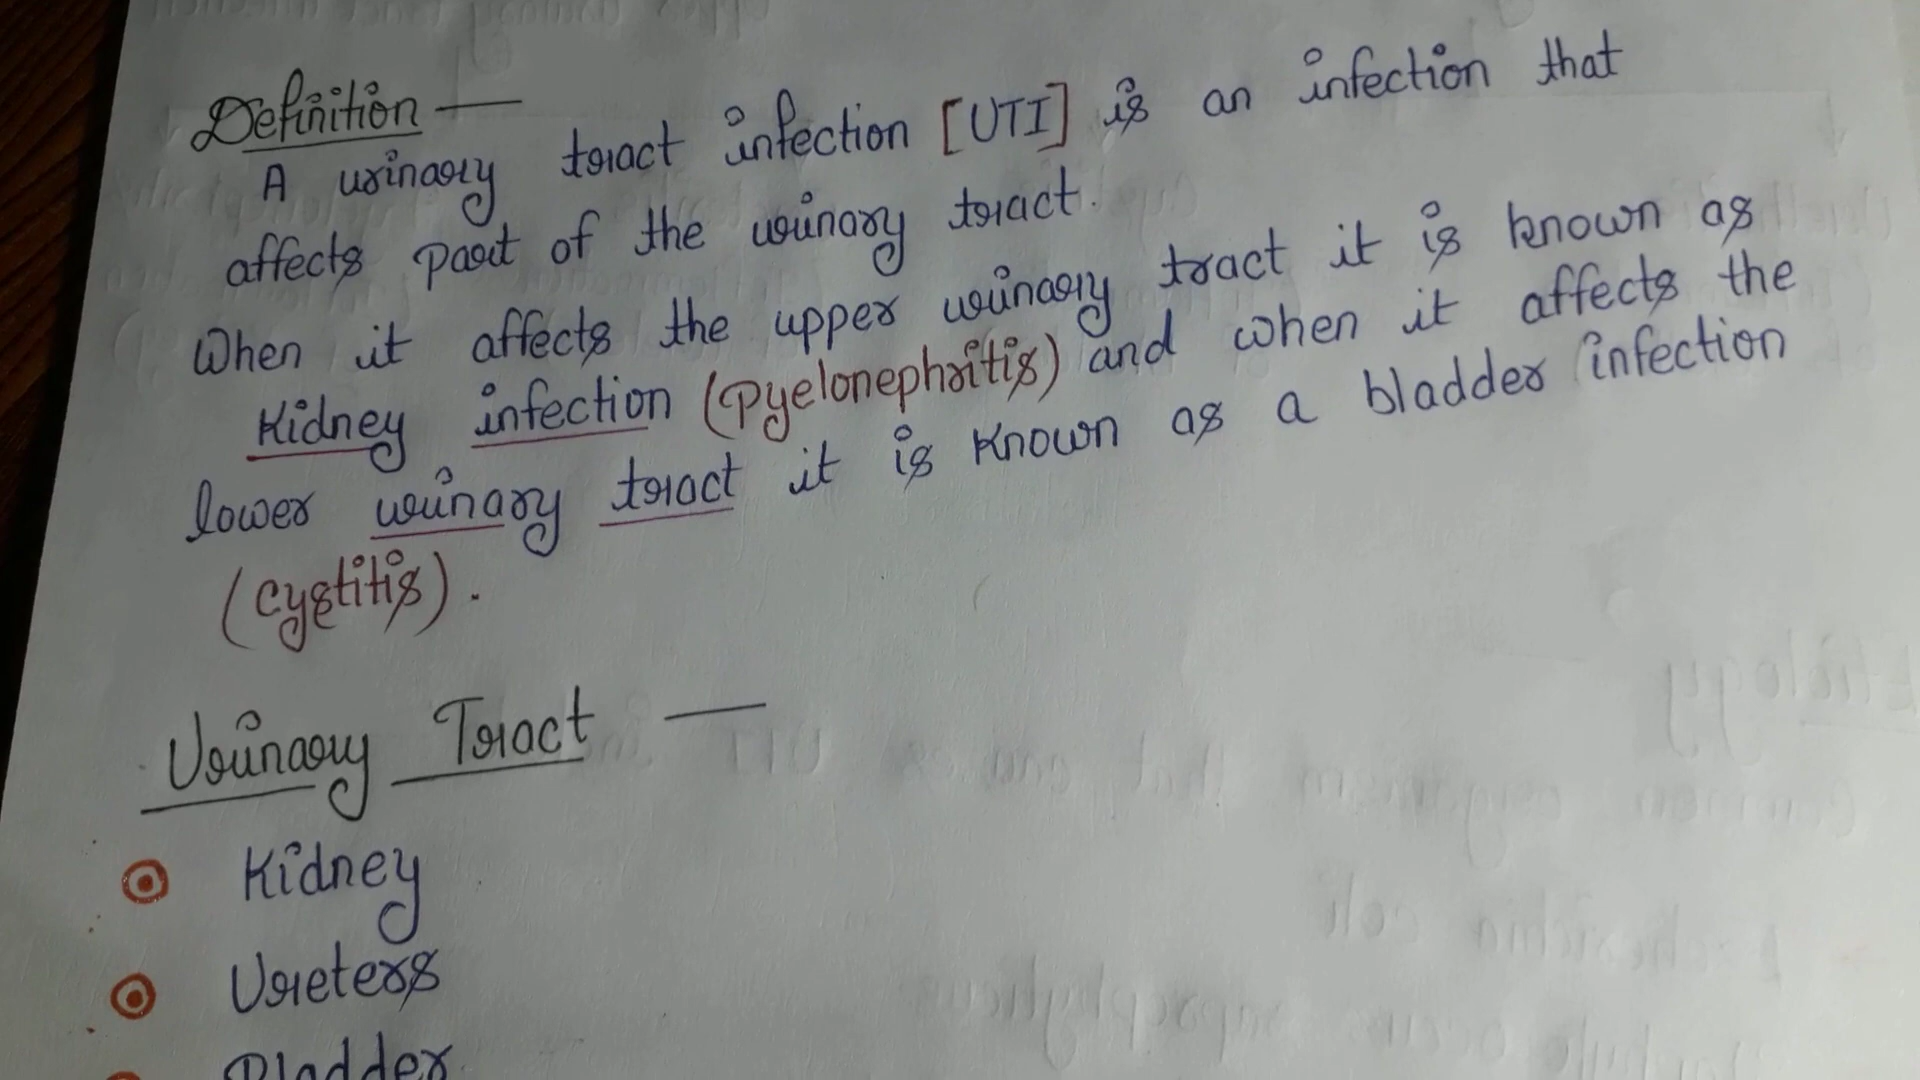 Definition —
A urinary tract infection [UTI] is an infection that
affects part of the urinary tract.
When it affects the upper urinary tract it is known as
Kidney infection (Pyelonephritis) and when it affects the
lower urinary tract it is known as a bladder infection
(Cystitis).
Urinary Tract —
Kidney
Ureters
Bladder